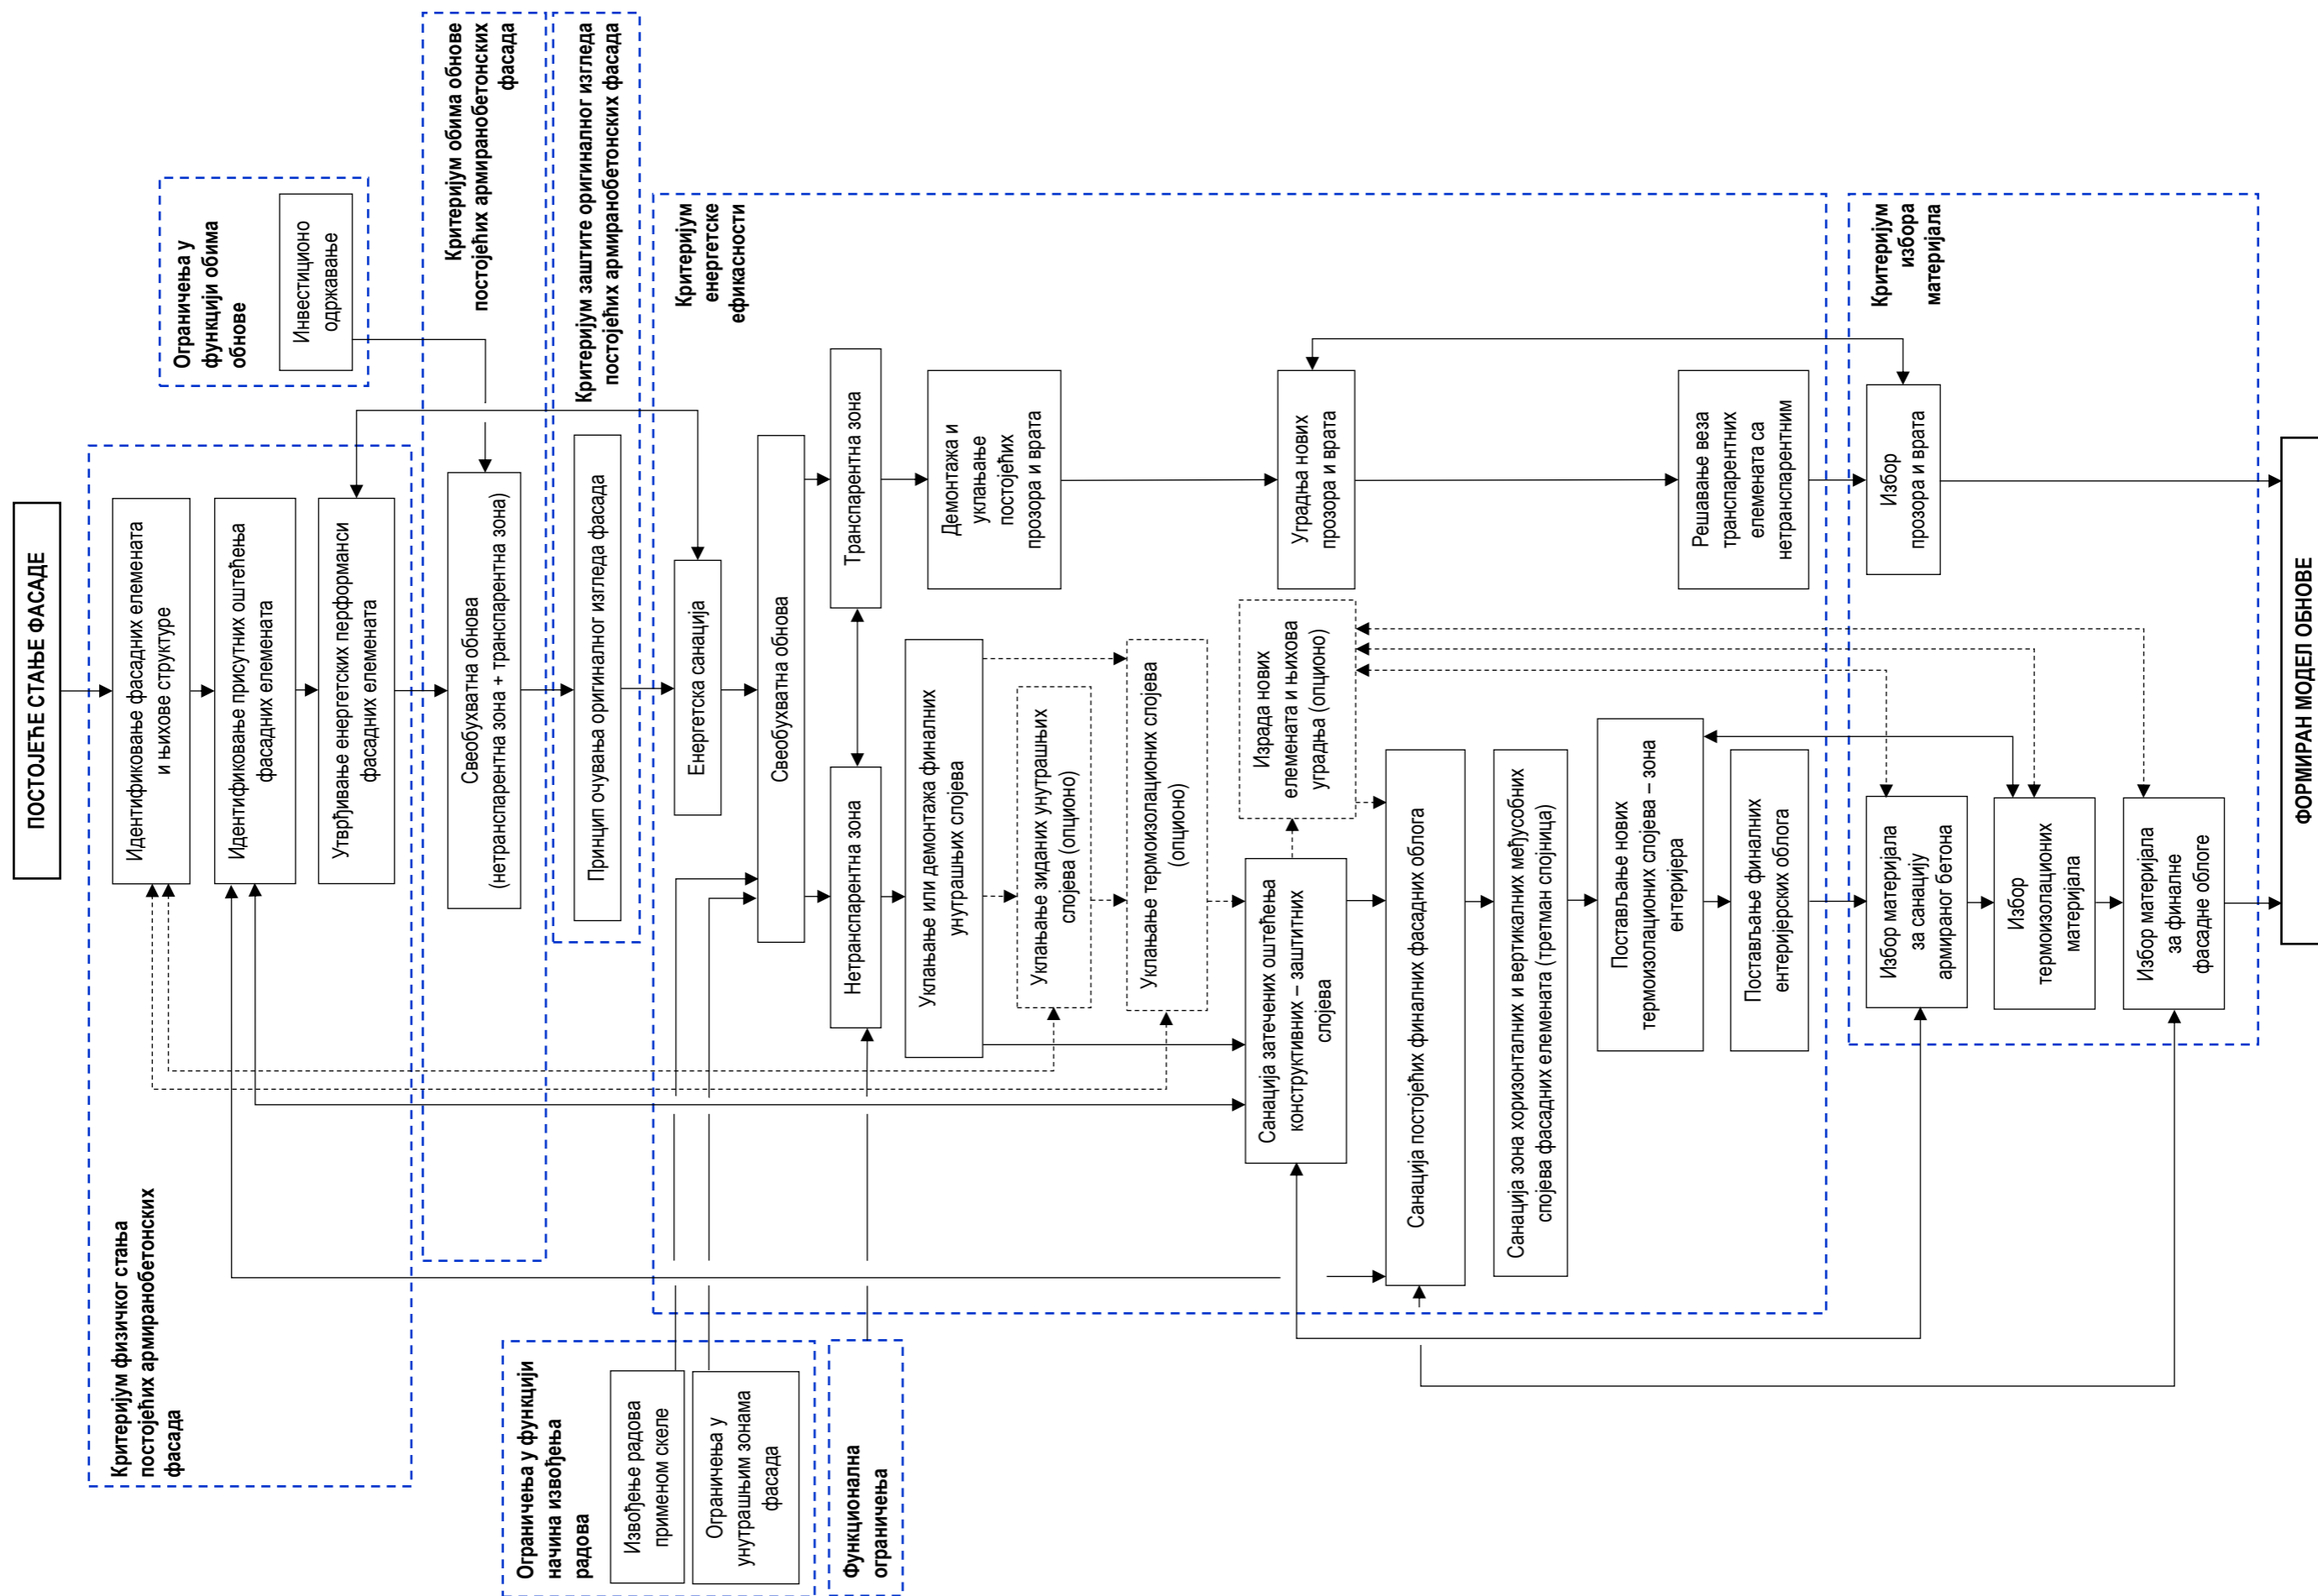 ПОСТОЈЕЋЕ СТАЊЕ ФАСАДЕ
Критеријум физичког стања
постојећих армиранобетонских
фасада
Идентификовање фасадних елемената
и њихове структуре
Идентификовање присутних оштећења
фасадних елемената
Утврђивање енергетских перформанси
фасадних елемената
Ограничења у
функцији обима
обнове
Инвестиционо
одржавање
Критеријум обима обнове
постојећих армиранобетонских
фасада
Свеобухватна обнова
(нетранспарентна зона + транспарентна зона)
Критеријум заштите оригиналног изгледа
постојећих армиранобетонских фасада
Принцип очувања оригиналног изгледа фасада
Ограничења у функцији
начина извођења
радова
Извођење радова
применом скеле
Ограничења у
унутрашњим зонама
фасада
Функционална
ограничења
Критеријум
енергетске
ефикасности
Енергетска санација
Свеобухватна обнова
Нетранспарентна зона
Транспарентна зона
Уклањање или демонтажа финалних
унутрашњих слојева
Демонтажа и
уклањање
постојећих
прозора и врата
Уклањање зиданих унутрашњих
слојева (опционо)
Уклањање термоизолационих слојева
(опционо)
Санација затечених оштећења
конструктивних – заштитних
слојева
Израда нових
елемената и њихова
уградња (опционо)
Уградња нових
прозора и врата
Санација постојећих финалних фасадних облога
Санација зона хоризонталних и вертикалних међусобних
спојева фасадних елемената (третман спојница)
Постављање нових
термоизолационих слојева – зона
ентеријера
Решавање веза
транспарентних
елемената са
нетранспарентним
Постављање финалних
ентеријерских облога
Критеријум
избора
материјала
Избор материјала
за санацију
армираног бетона
Избор
прозора и врата
Избор
термоизолационих
материјала
Избор материјала
за финалне
фасадне облоге
ФОРМИРАН МОДЕЛ ОБНОВЕ